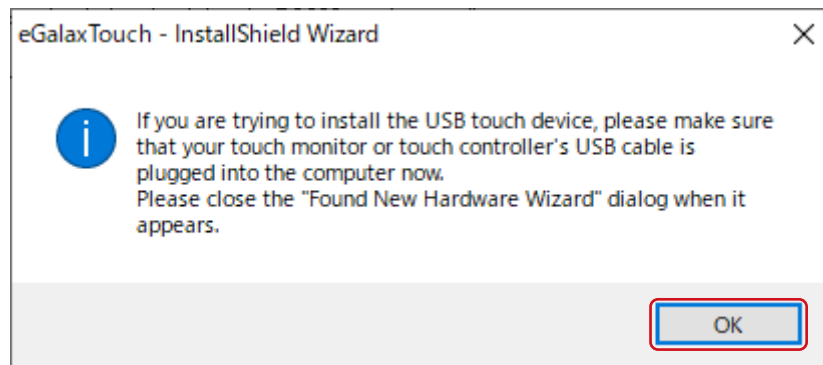 eGalaxTouch - InstallShield Wizard
If you are trying to install the USB touch device, please make sure
that your touch monitor or touch controller's USB cable is
plugged into the computer now.
Please close the "Found New Hardware Wizard" dialog when it
appears.
OK